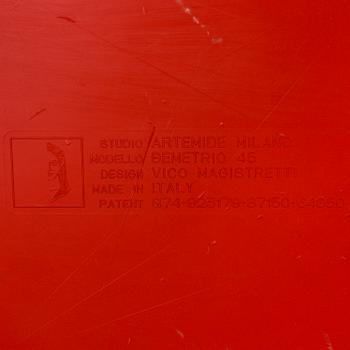 STUDIO ARTEMIDE MILANO
MODELLO DEMETRIO 45
DESIGN VICO MAGISTRETTI
MADE IN ITALY
PATENT